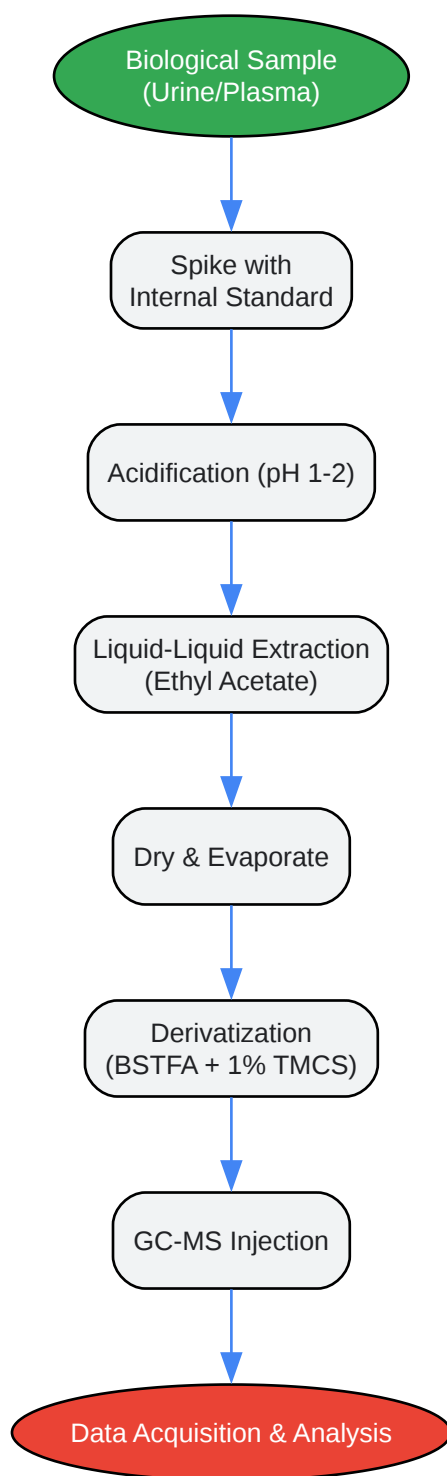 Biological Sample
(Urine/Plasma)
Spike with
Internal Standard
Acidification (pH 1-2)
Liquid-Liquid Extraction
(Ethyl Acetate)
Dry & Evaporate
Derivatization
(BSTFA + 1% TMCS)
GC-MS Injection
Data Acquisition & Analysis